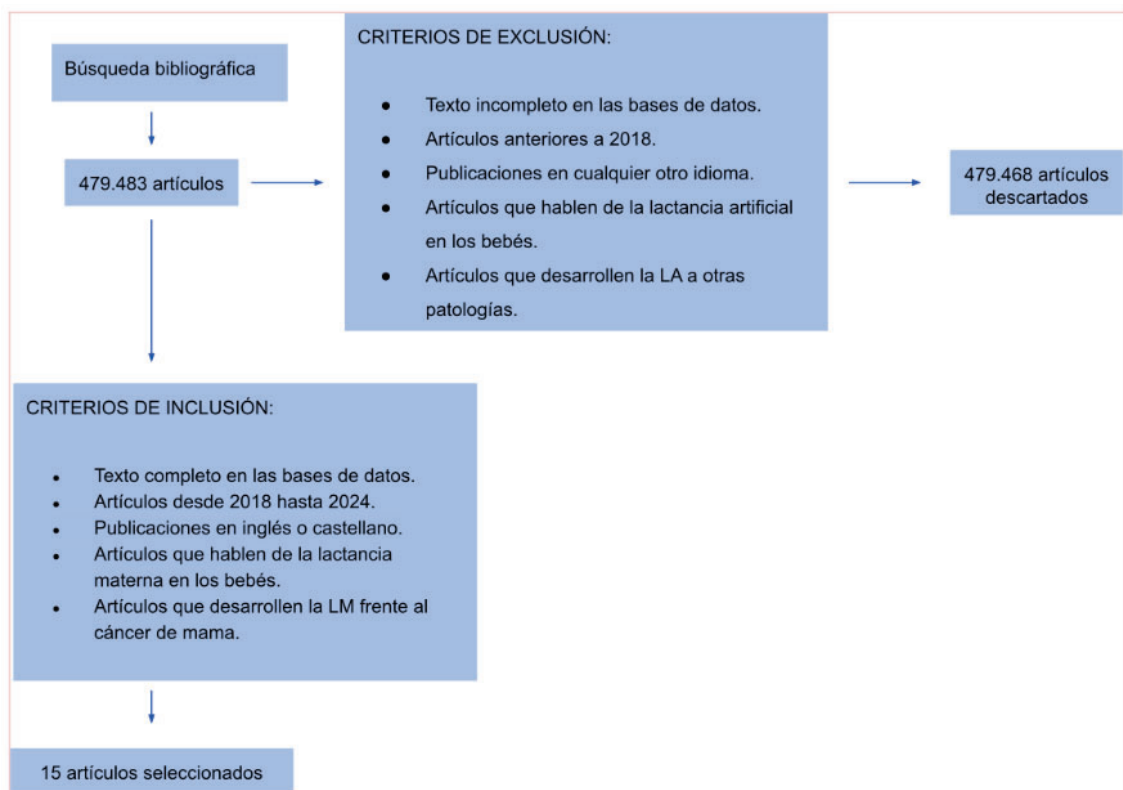 Búsqueda bibliográfica
479.483 artículos
CRITERIOS DE EXCLUSIÓN:
● Texto incompleto en las bases de datos.
● Artículos anteriores a 2018.
● Publicaciones en cualquier otro idioma.
● Artículos que hablen de la lactancia artificial
en los bebés.
● Artículos que desarrollen la LA a otras
patologías.
479.468 artículos
descartados
CRITERIOS DE INCLUSIÓN:
● Texto completo en las bases de datos.
● Artículos desde 2018 hasta 2024.
● Publicaciones en inglés o castellano.
● Artículos que hablen de la lactancia
materna en los bebés.
● Artículos que desarrollen la LM frente al
cáncer de mama.
15 artículos seleccionados